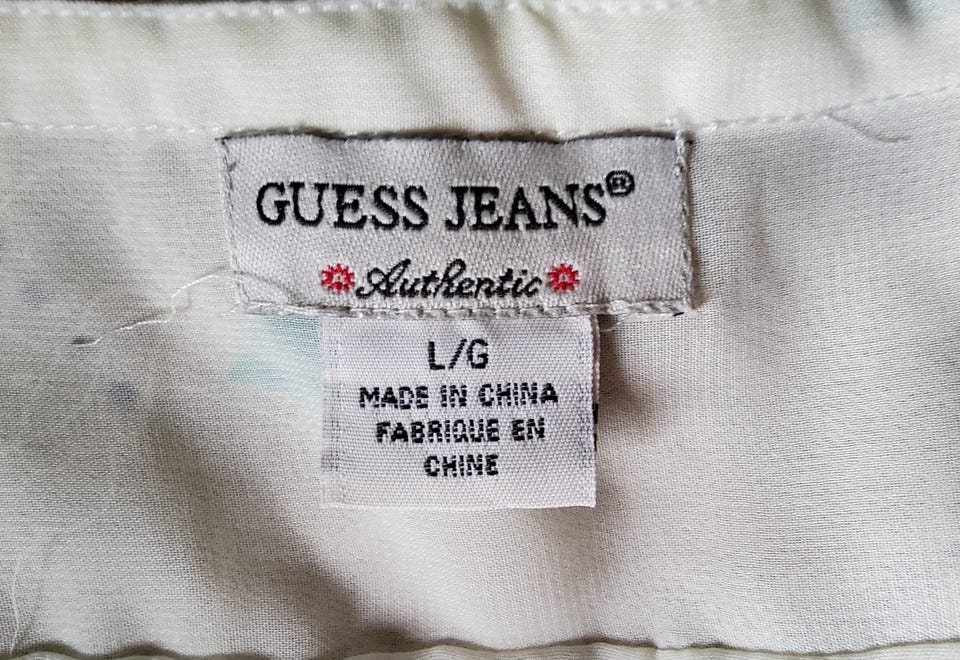 GUESS JEANS®
Authentic
L/G
MADE IN CHINA
FABRIQUE EN
CHINE